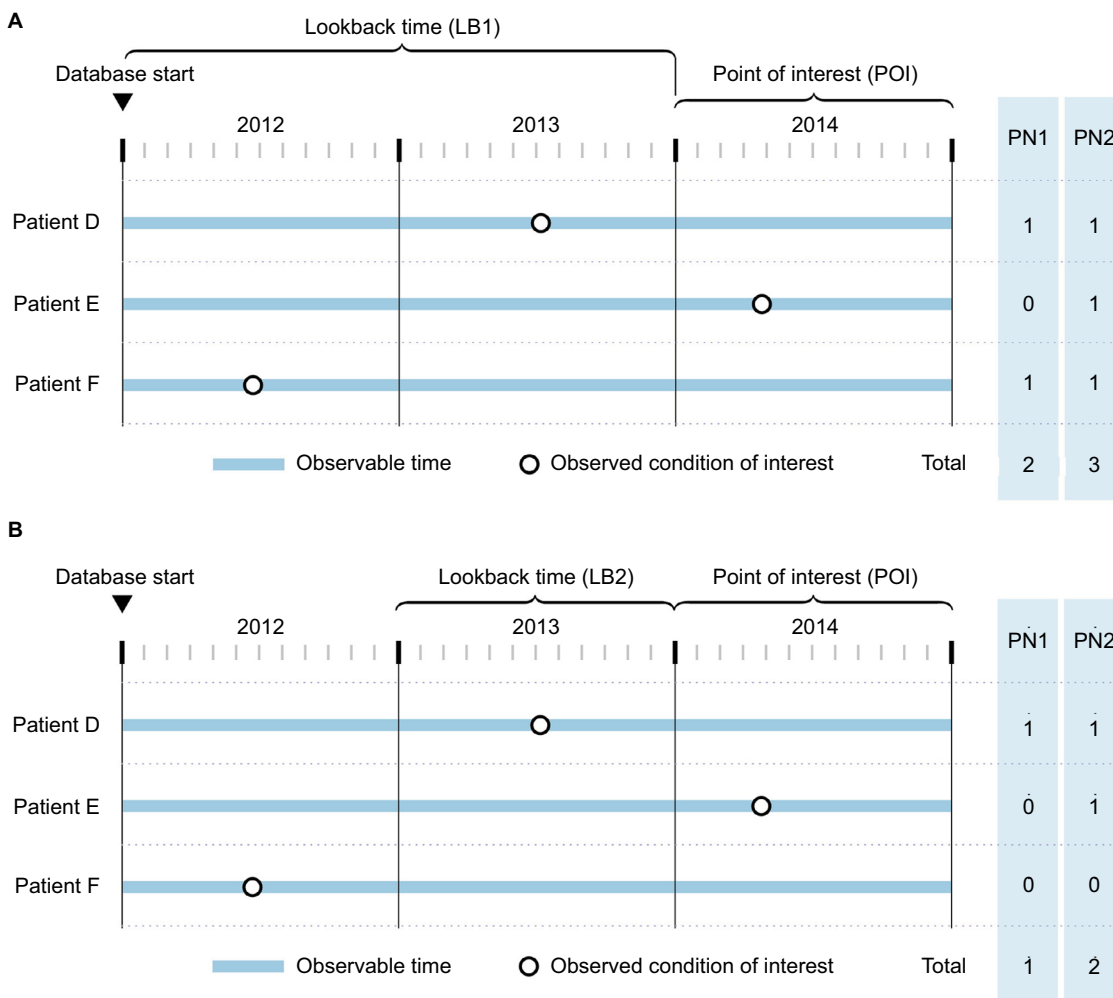 A
Lookback time (LB1)
Database start
Point of interest (POI)
2012
2013
2014
PN1
PN2
Patient D
1
1
Patient E
0
1
Patient F
1
1
Observable time
Observed condition of interest
Total
2
3
B
Database start
Lookback time (LB2)
Point of interest (POI)
2012
2013
2014
PN1
PN2
Patient D
1
1
Patient E
0
1
Patient F
0
0
Observable time
Observed condition of interest
Total
1
2